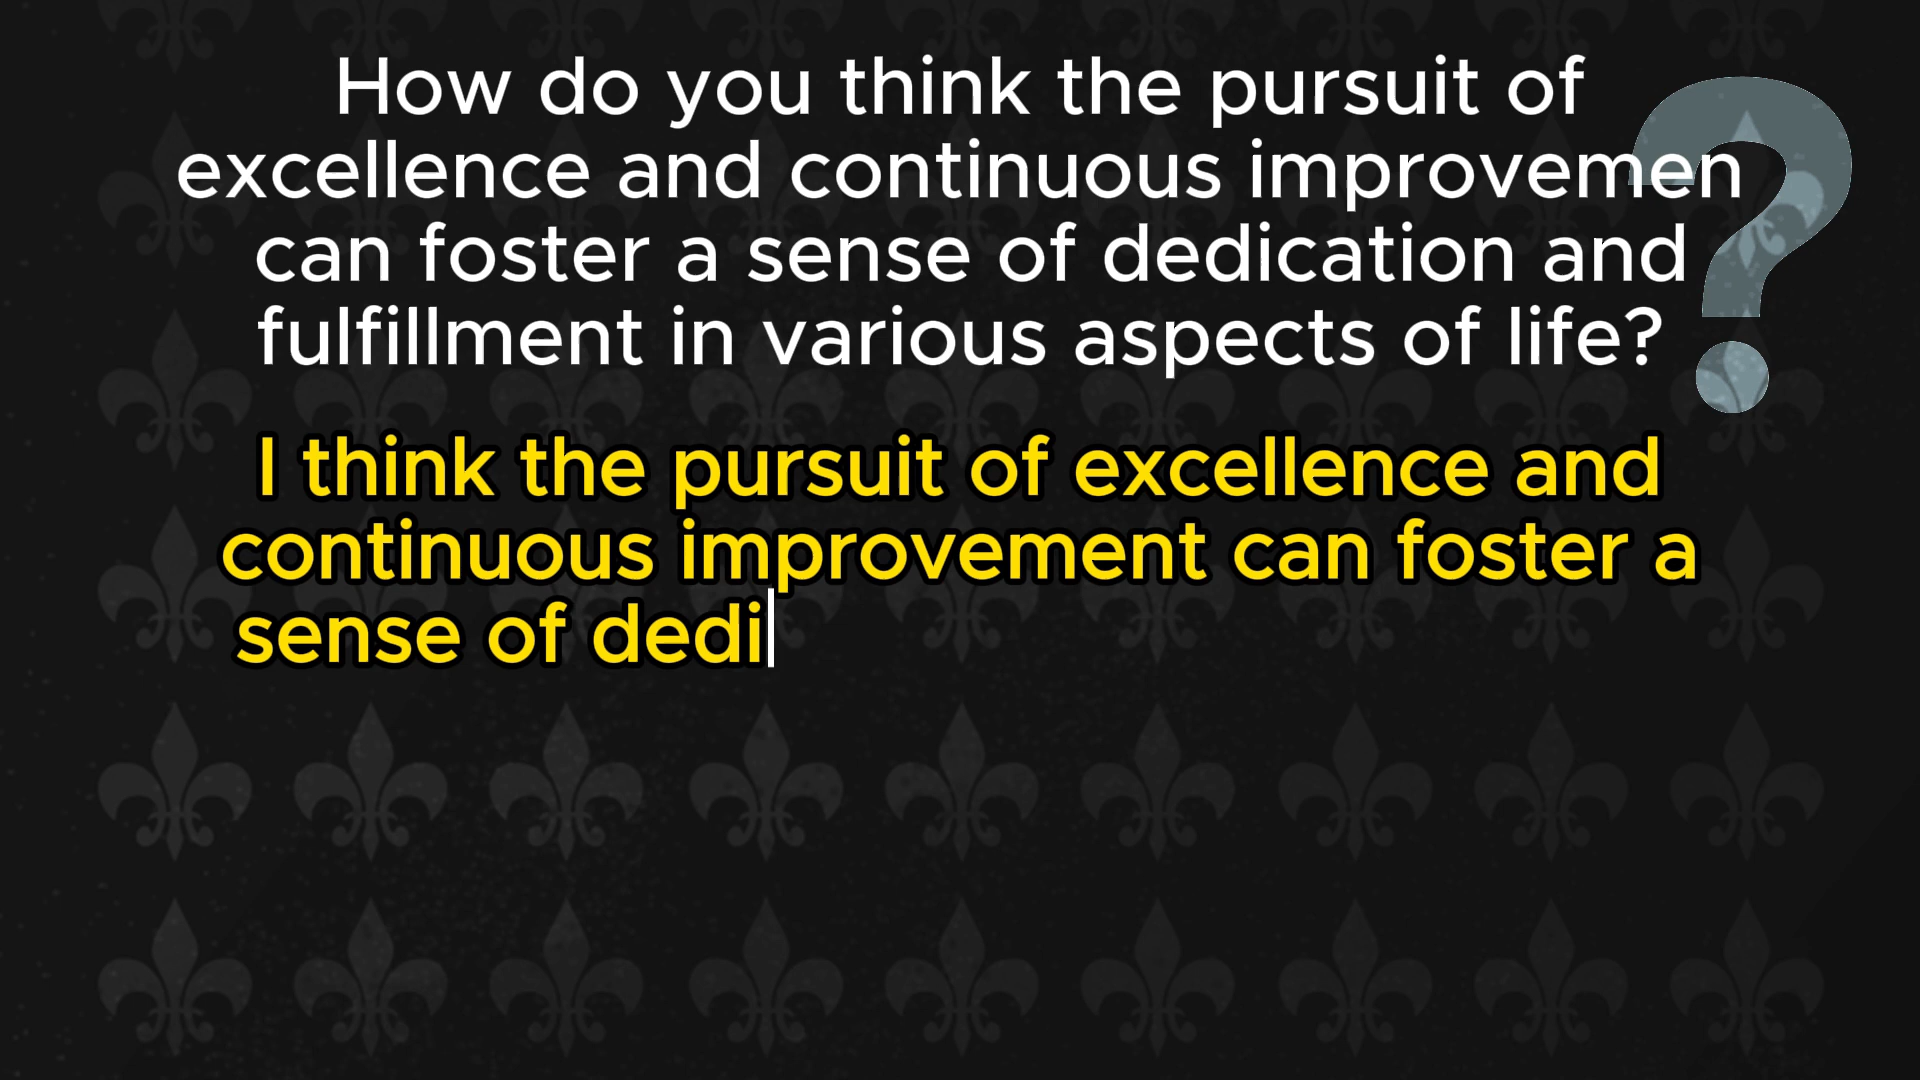 How do you think the pursuit of
excellence and continuous improvemen
can foster a sense of dedication and
fulfillment in various aspects of life?
?
I think the pursuit of excellence and
continuous improvement can foster a
sense of dedi